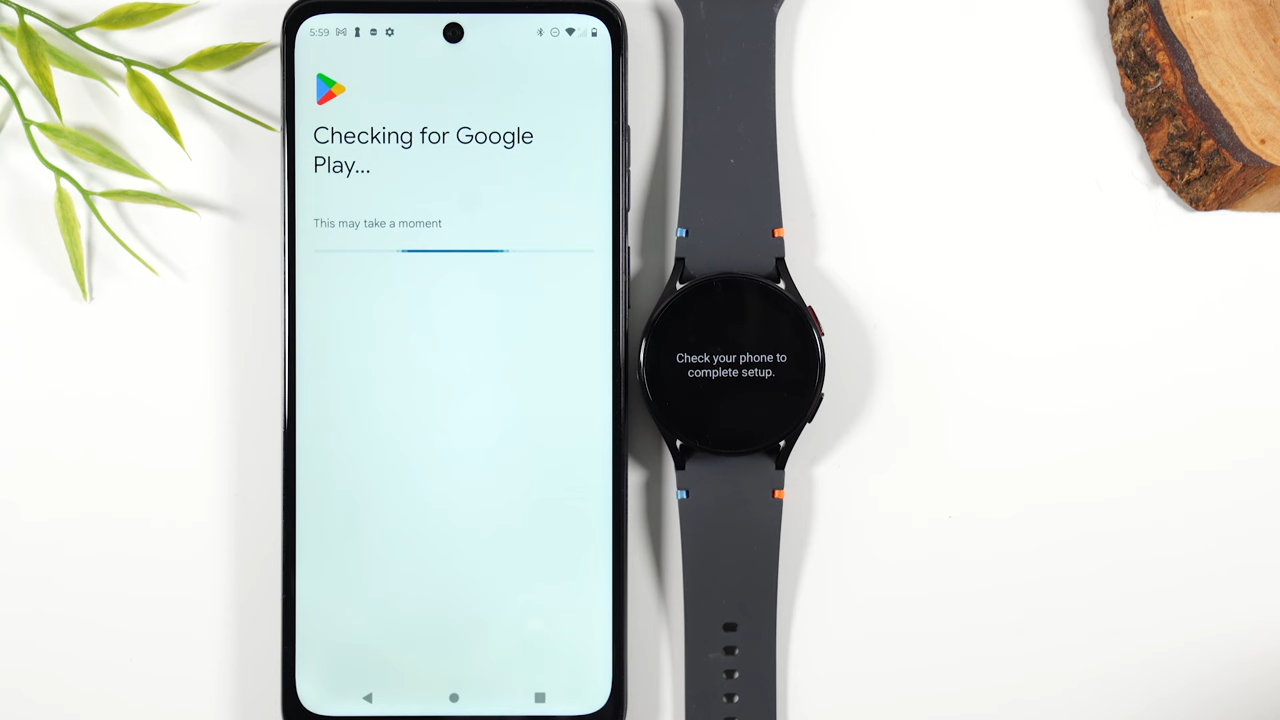 5:59
Checking for Google
Play...
This may take a moment
Check your phone to
complete setup.